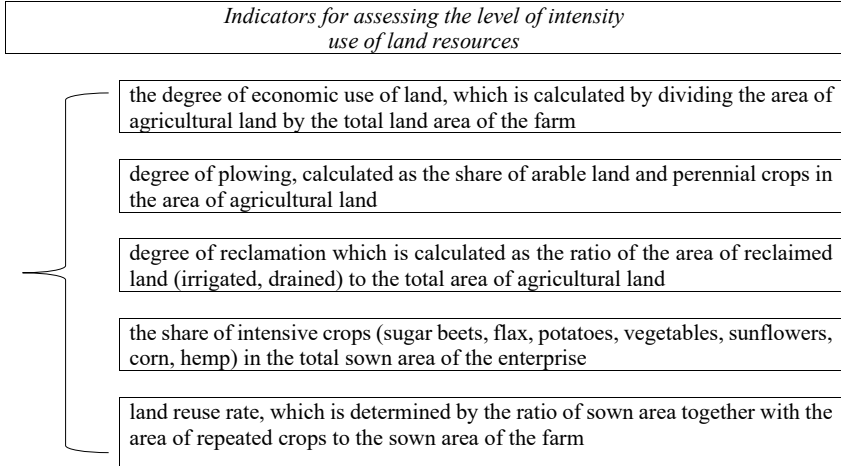 Indicators for assessing the level of intensity
use of land resources
the degree of economic use of land, which is calculated by dividing the area of
agricultural land by the total land area of the farm
degree of plowing, calculated as the share of arable land and perennial crops in
the area of agricultural land
degree of reclamation which is calculated as the ratio of the area of reclaimed
land (irrigated, drained) to the total area of agricultural land
the share of intensive crops (sugar beets, flax, potatoes, vegetables, sunflowers,
corn, hemp) in the total sown area of the enterprise
land reuse rate, which is determined by the ratio of sown area together with the
area of repeated crops to the sown area of the farm